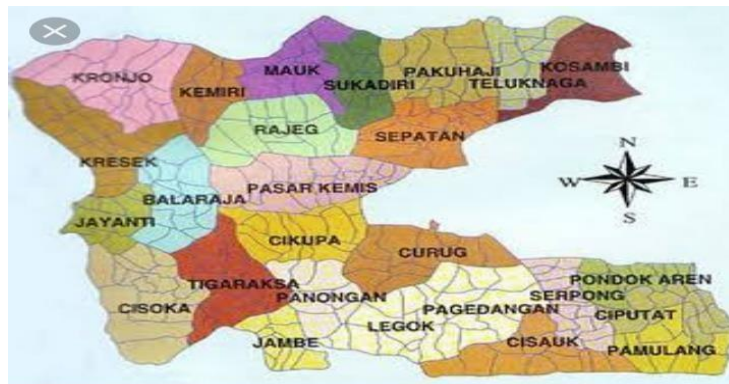 KRONJO
KEMIRI
MAUK
SUKADIRI
PAKUHAJI
TELUKNAGA
KOSAMBI
RAJEG
SEPATAN
KRESEK
BALARAJA
PASAR KEMIS
JAYANTI
CIKUPA
CURUG
TIGARAKSA
CISOKA
PANONGAN
LEGOK
PAGEDANGAN
JAMBE
SERPONG
PONDOK AREN
CIPUTAT
CISAUK
PAMULANG
N
W E
S